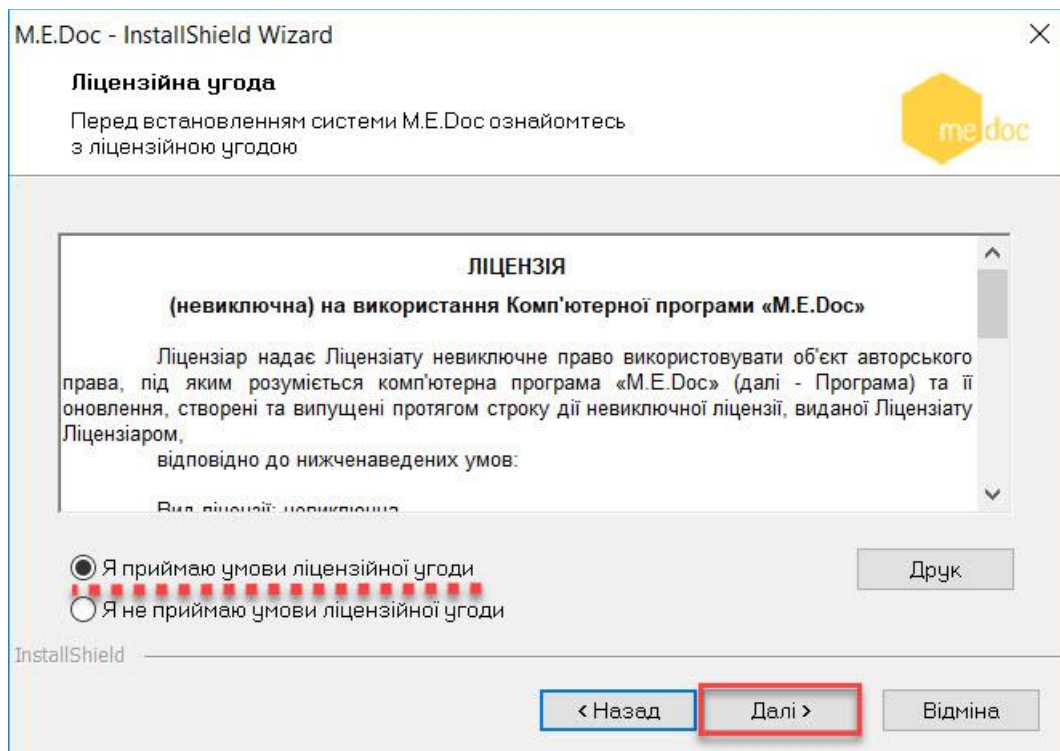 M.E.Doc - InstallShield Wizard
Ліцензійна угода
Перед встановленням системи M.E.Doc ознайомтесь
з ліцензійною угодою
me doc
ЛІЦЕНЗІЯ
(невиключна) на використання Комп'ютерної програми «M.E.Doc»
Ліцензіар надає Ліцензіату невиключне право використовувати об'єкт авторського
права, під яким розуміється комп'ютерна програма «M.E.Doc» (далі - Програма) та її
оновлення, створені та випущені протягом строку дії невиключної ліцензії, виданої Ліцензіату
Ліцензіаром,
відповідно до нижченаведених умов:
Вид ліцензії: невиключна
Я приймаю умови ліцензійної угоди
Друк
Я не приймаю умови ліцензійної угоди
InstallShield
< Назад
Далі >
Відміна